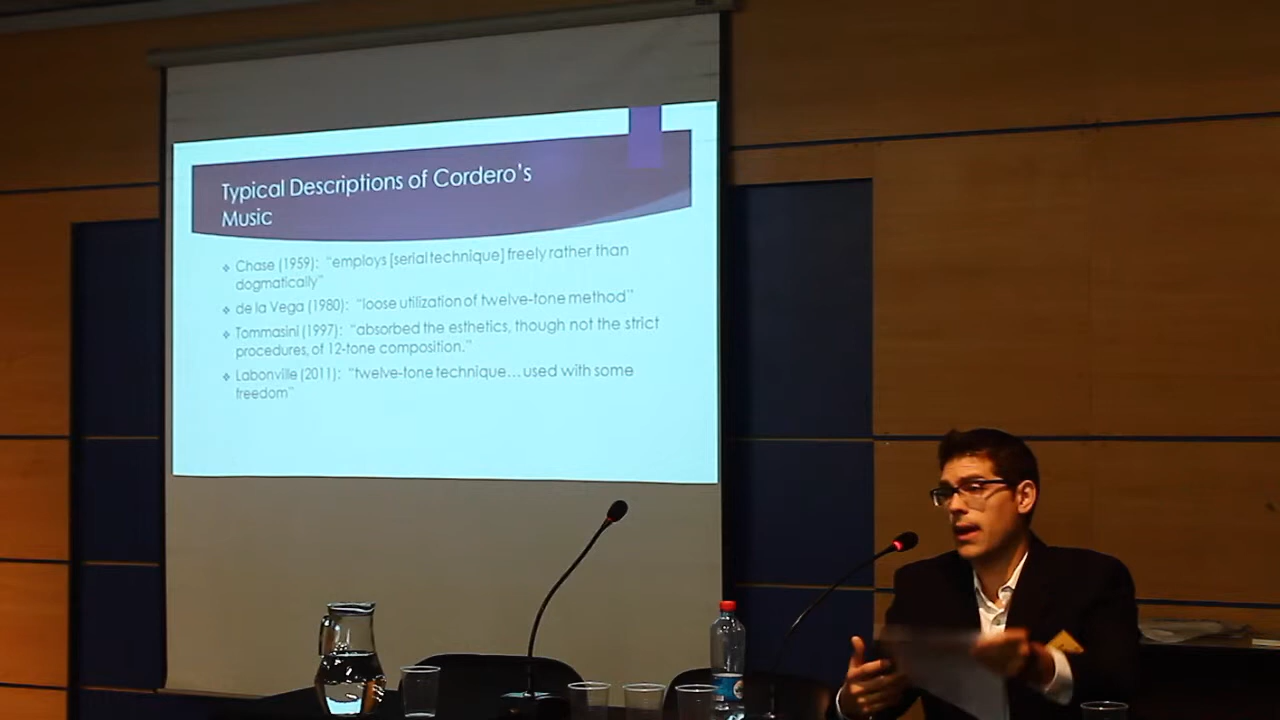 Typical Descriptions of Cordero's
Music
❖ Chase (1959): “employs [serial technique] freely rather than
dogmatically”
❖ de la Vega (1980): “loose utilization of twelve-tone method”
❖ Tommasini (1997): “absorbed the esthetics, though not the strict
procedures, of 12-tone composition.”
❖ Labonville (2011): “twelve-tone technique…used with some
freedom”